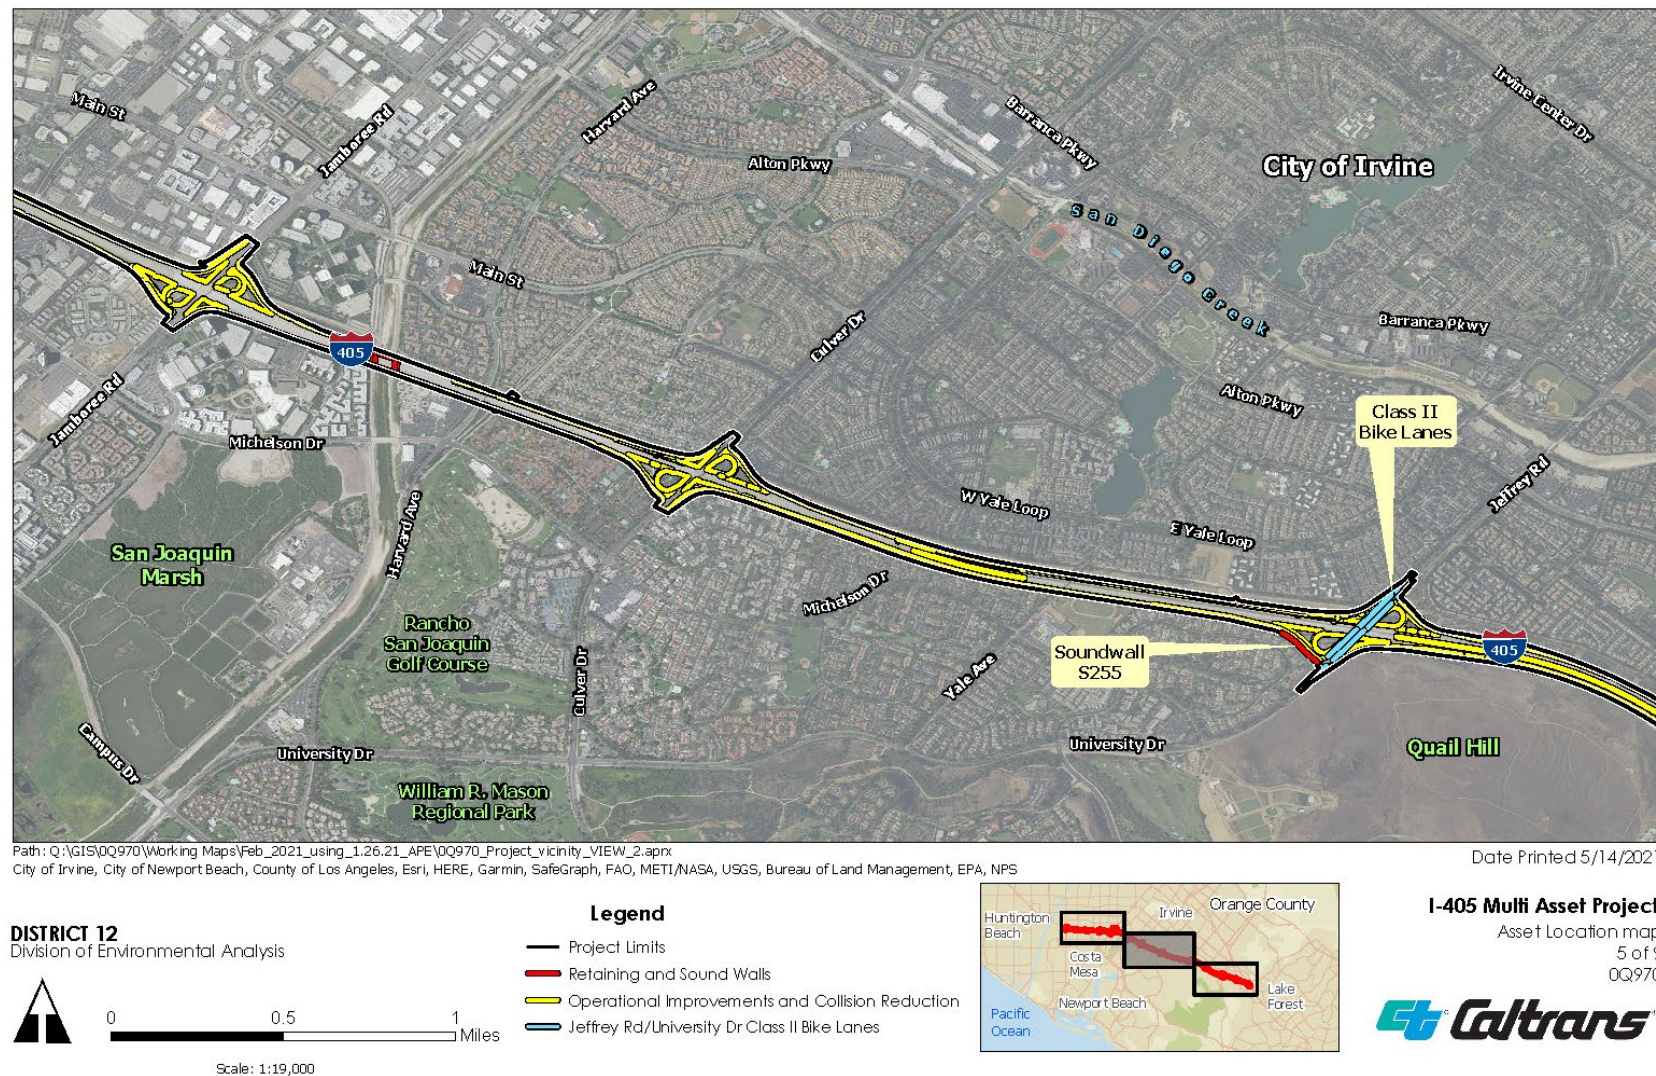 Main St
Jamboree Rd
Harvard Ave
Alton Pkwy
Barranca Pkwy
Irvine Center Dr
City of Irvine
San Diego Creek
Main St
Culver Dr
Barranca Pkwy
405
Jamboree Rd
Michelson Dr
Alton Pkwy
Class II
Bike Lanes
Jeffrey Rd
W Yale Loop
E Yale Loop
Harvard Ave
San Joaquin
Marsh
Michelson Dr
Rancho
San Joaquin
Golf Course
Culver Dr
Yale Ave
Soundwall
S255
405
Campus Dr
University Dr
University Dr
Quail Hill
William R. Mason
Regional Park
Path: Q:\GIS\0Q970\Working Maps\Feb_2021_using_1.26.21_APE\0Q970_Project_vicinity_VIEW_2.aprx
Date Printed 5/14/2021
City of Irvine, City of Newport Beach, County of Los Angeles, Esri, HERE, Garmin, SafeGraph, FAO, METI/NASA, USGS, Bureau of Land Management, EPA, NPS
DISTRICT 12
Division of Environmental Analysis
0 0.5 1
Miles
Scale: 1:19,000
Legend
Project Limits
Retaining and Sound Walls
Operational Improvements and Collision Reduction
Jeffrey Rd/University Dr Class II Bike Lanes
Huntington
Beach
Irvine
Orange County
Costa
Mesa
Newport Beach
Lake
Forest
Pacific
Ocean
I-405 Multi Asset Project
Asset Location map
5 of 9
0Q970
ct Caltrans